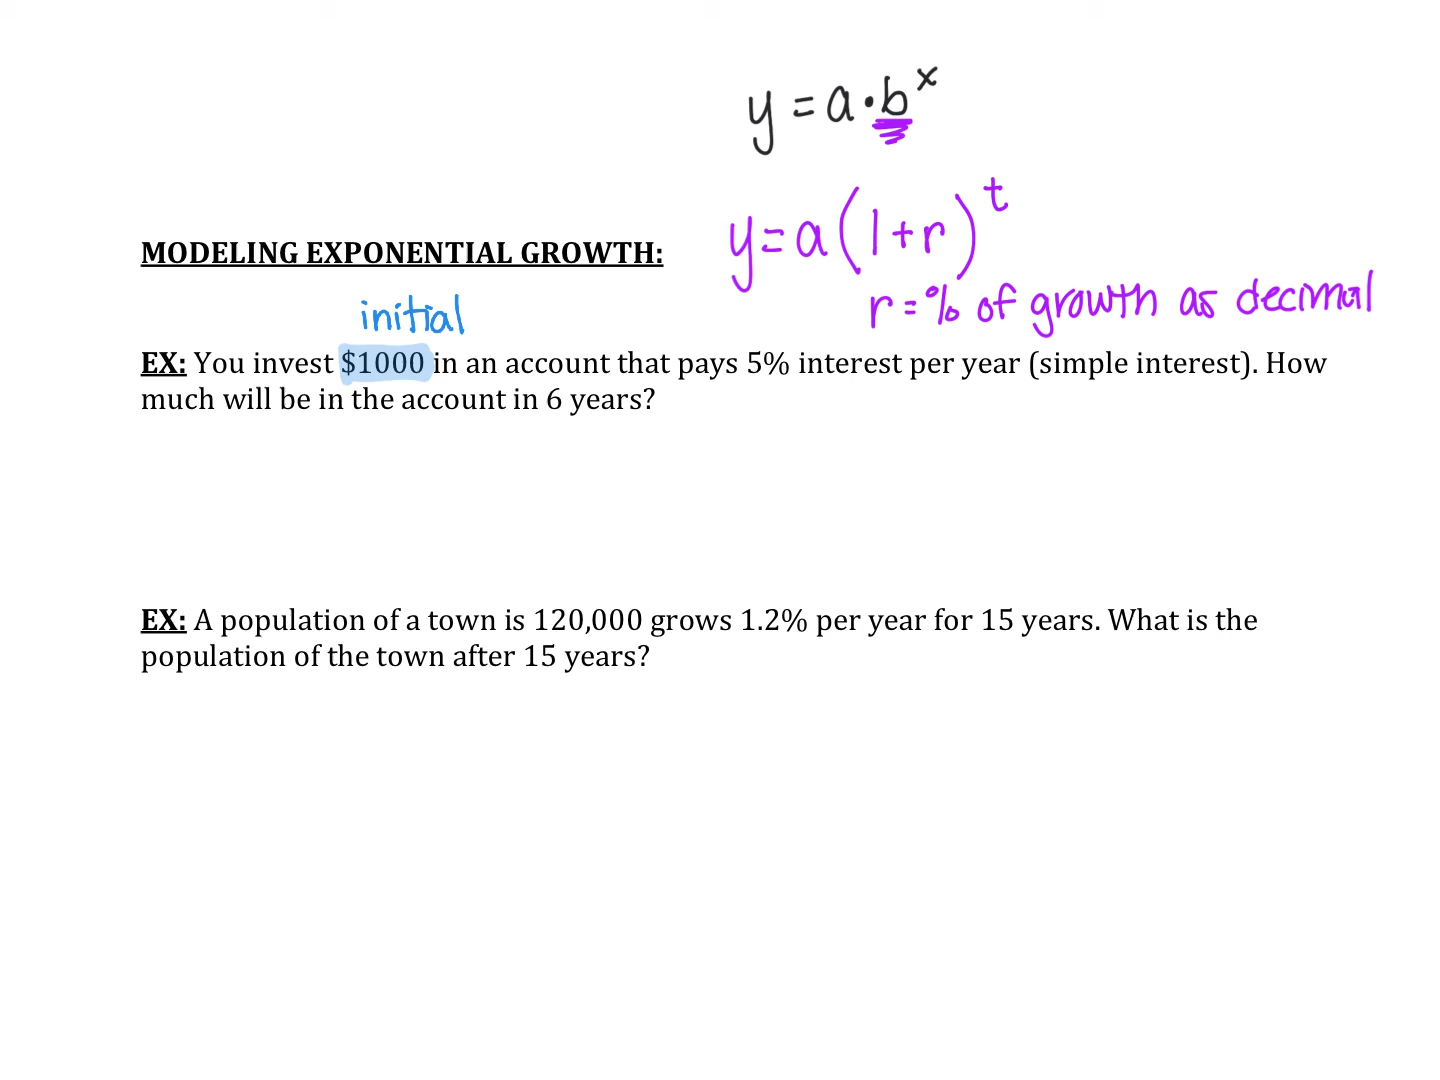 y = a · b^x
y = a(1+r)^t
MODELING EXPONENTIAL GROWTH:
r = % of growth as decimal
initial
EX: You invest $1000 in an account that pays 5% interest per year (simple interest). How
much will be in the account in 6 years?
EX: A population of a town is 120,000 grows 1.2% per year for 15 years. What is the
population of the town after 15 years?